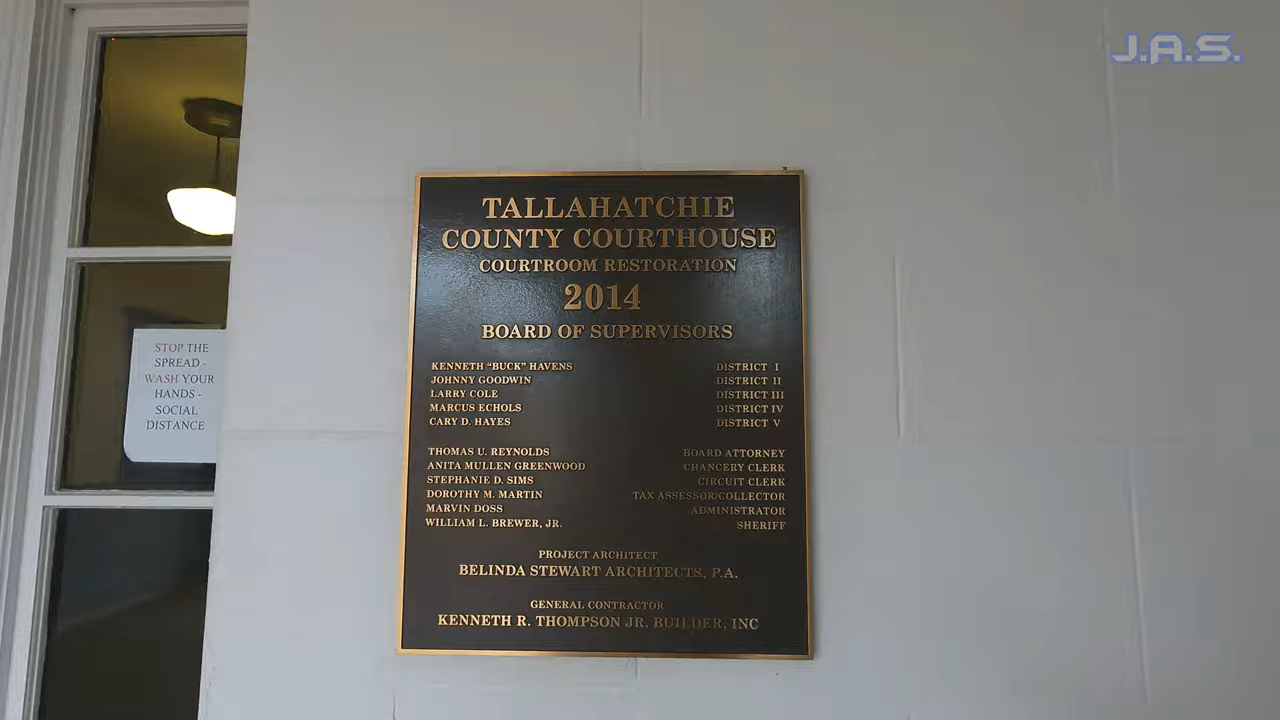 J.A.S.
TALLAHATCHIE
COUNTY COURTHOUSE
COURTROOM RESTORATION
2014
BOARD OF SUPERVISORS
KENNETH "BUCK" HAVENS DISTRICT I
JOHNNY GOODWIN DISTRICT II
LARRY COLE DISTRICT III
MARCUS ECHOLS DISTRICT IV
CARY D. HAYES DISTRICT V
THOMAS U. REYNOLDS BOARD ATTORNEY
ANITA MULLEN GREENWOOD CHANCERY CLERK
STEPHANIE D. SIMS CIRCUIT CLERK
DOROTHY M. MARTIN TAX ASSESSOR/COLLECTOR
MARVIN DOSS ADMINISTRATOR
WILLIAM L. BREWER, JR. SHERIFF
PROJECT ARCHITECT
BELINDA STEWART ARCHITECTS, P.A.
GENERAL CONTRACTOR
KENNETH R. THOMPSON JR. BUILDER, INC
STOP THE
SPREAD -
WASH YOUR
HANDS -
SOCIAL
DISTANCE